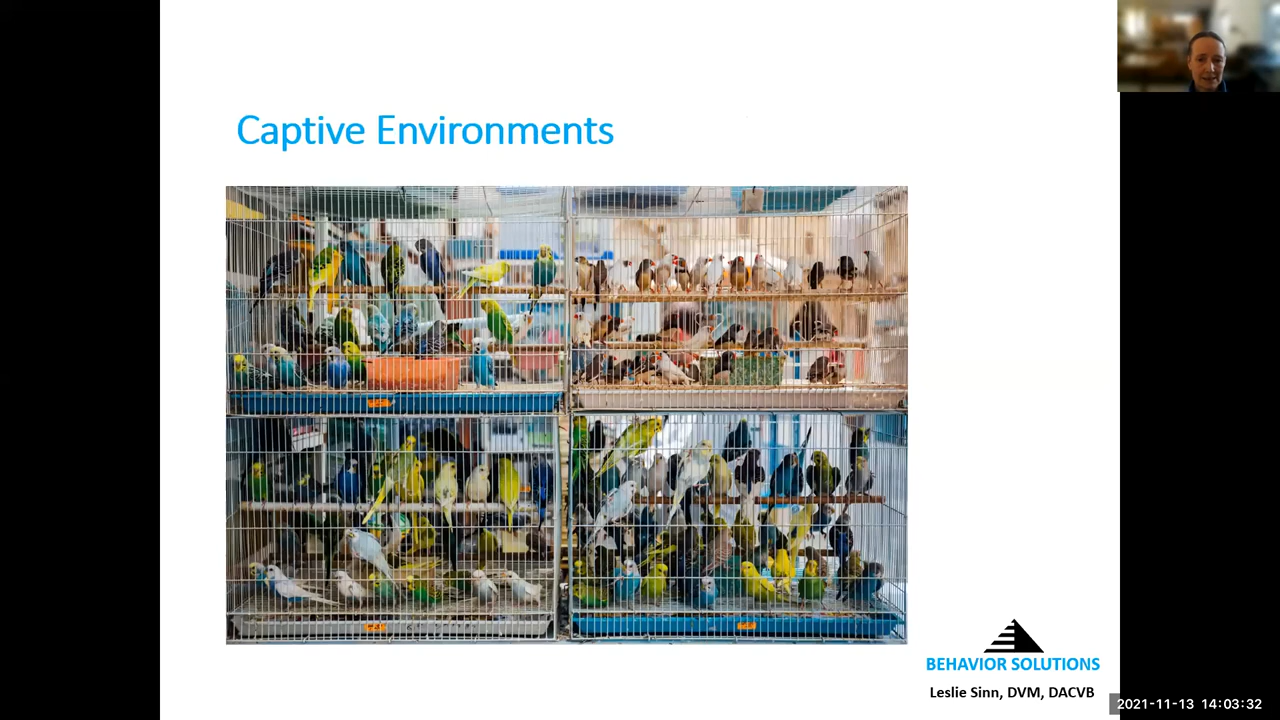 Captive Environments
BEHAVIOR SOLUTIONS
Leslie Sinn, DVM, DACVB
2021-11-13 14:03:32